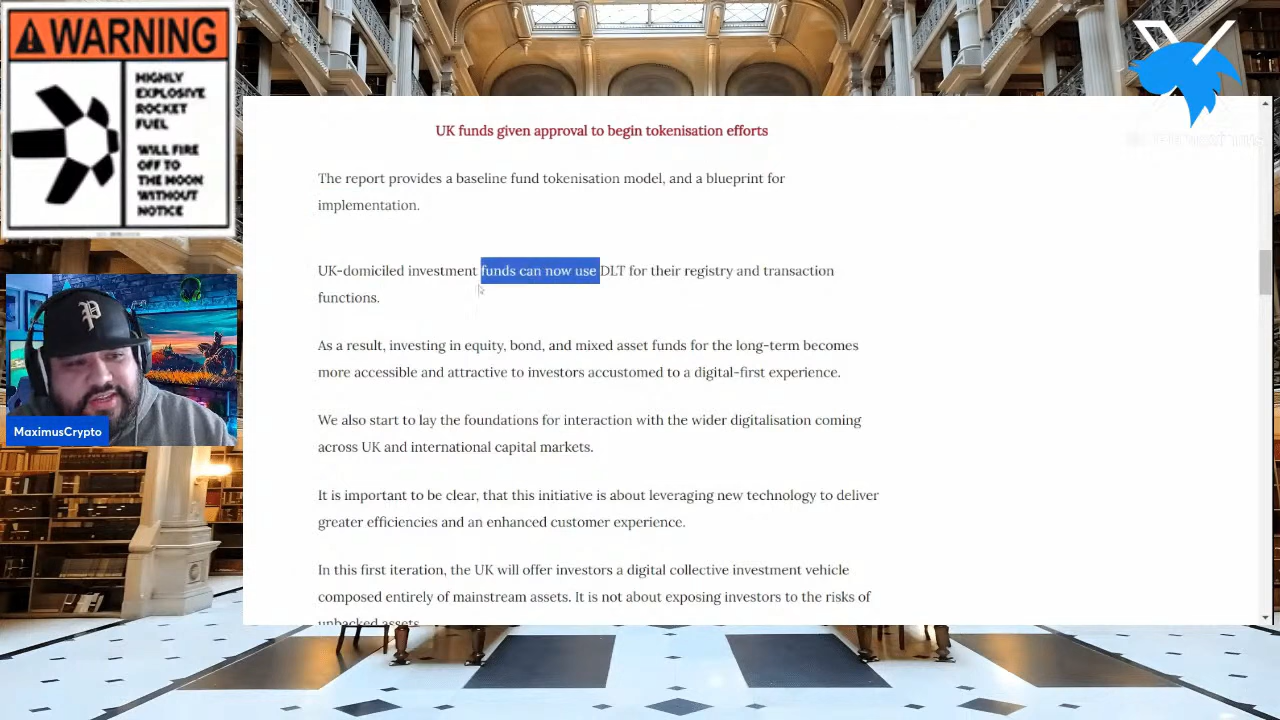 WARNING
HIGHLY
EXPLOSIVE
ROCKET
FUEL
WILL FIRE
OFF TO
THE MOON
WITHOUT
NOTICE
UK funds given approval to begin tokenisation efforts
The report provides a baseline fund tokenisation model, and a blueprint for
implementation.
UK-domiciled investment funds can now use DLT for their registry and transaction
functions.
As a result, investing in equity, bond, and mixed asset funds for the long-term becomes
more accessible and attractive to investors accustomed to a digital-first experience.
We also start to lay the foundations for interaction with the wider digitalisation coming
across UK and international capital markets.
It is important to be clear, that this initiative is about leveraging new technology to deliver
greater efficiencies and an enhanced customer experience.
In this first iteration, the UK will offer investors a digital collective investment vehicle
composed entirely of mainstream assets. It is not about exposing investors to the risks of
unbacked assets
P
MaximusCrypto